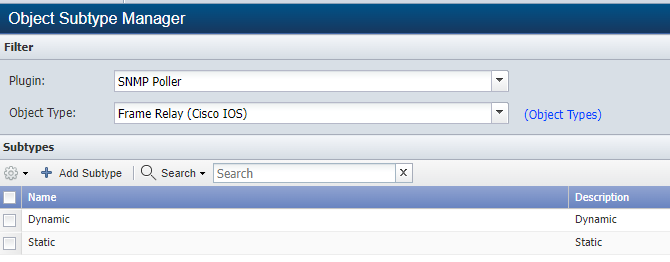 Object Subtype Manager
Filter
Plugin: SNMP Poller
Object Type: Frame Relay (Cisco IOS) (Object Types)
Subtypes
Add Subtype Search Search X
Name Description
Dynamic Dynamic
Static Static